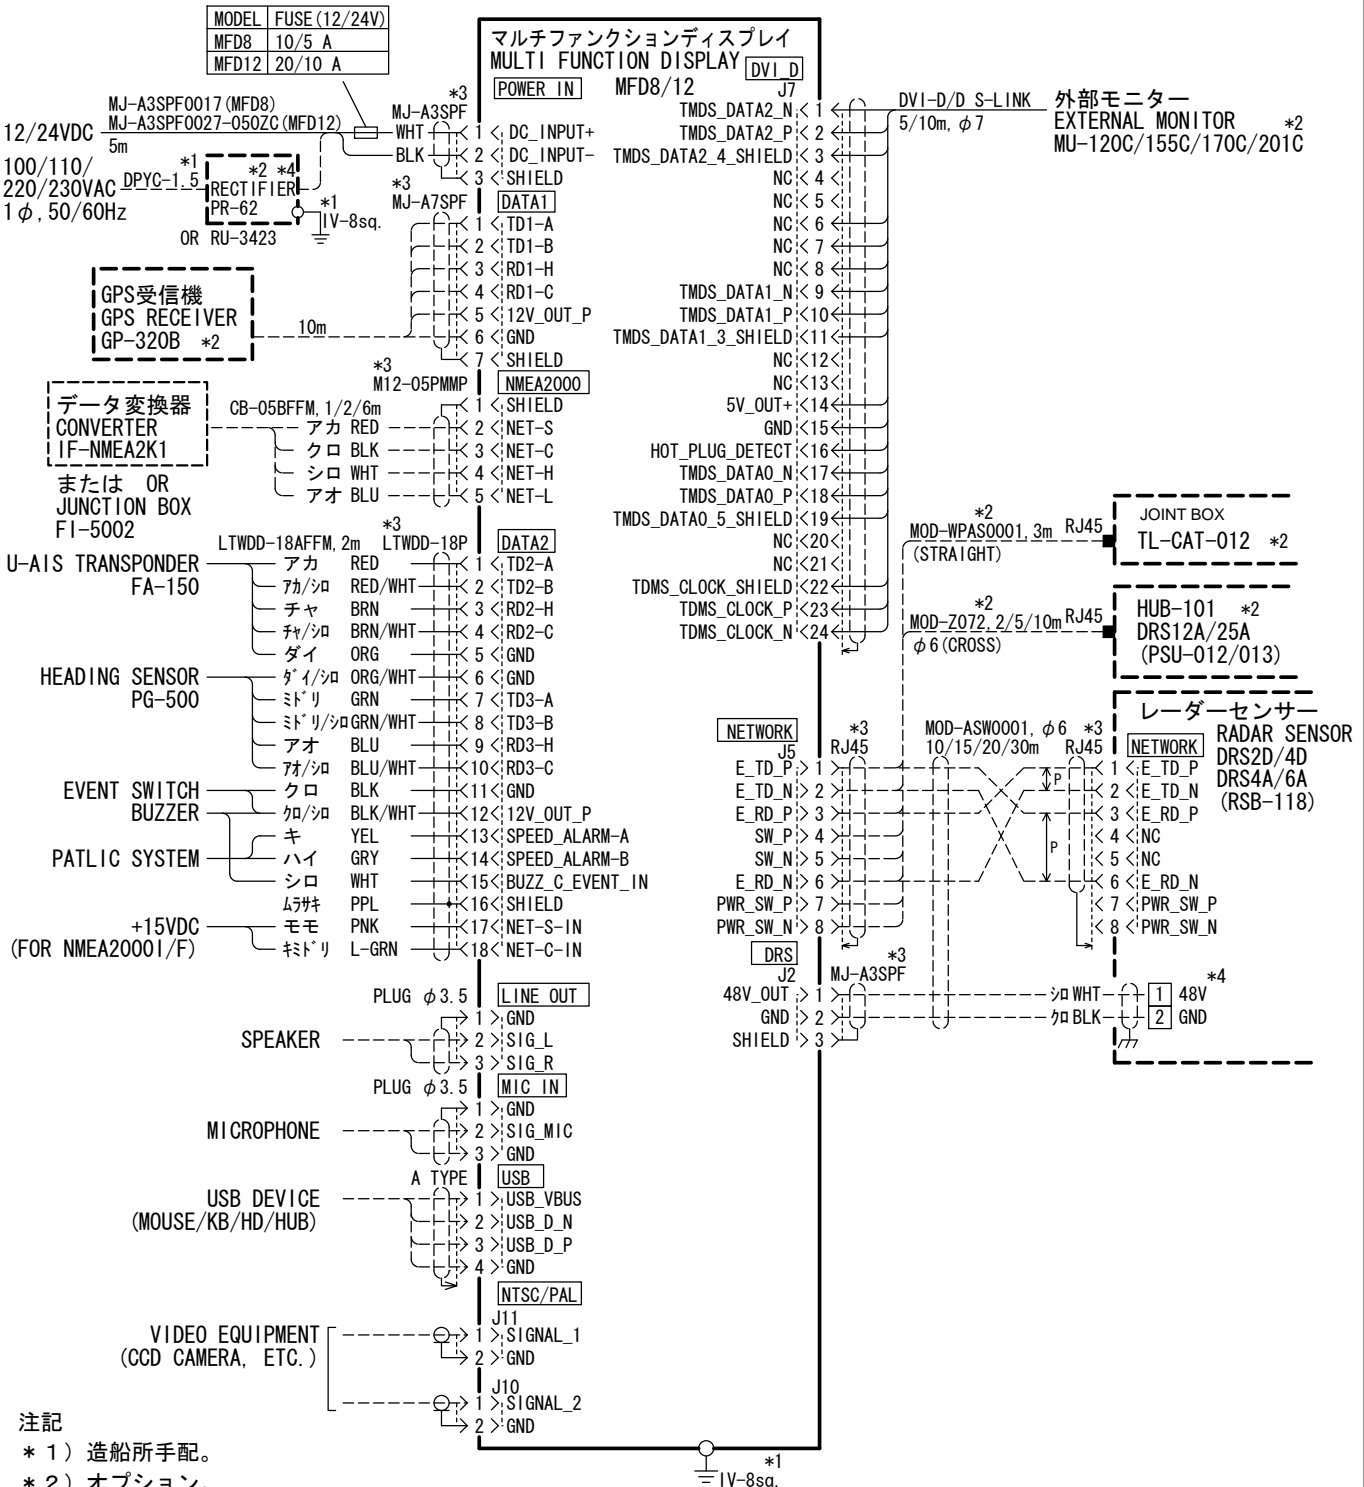 MODEL FUSE(12/24V)
MFD8 10/5 A
MFD12 20/10 A
マルチファンクションディスプレイ
MULTI FUNCTION DISPLAY
MFD8/12
POWER IN
*3
MJ-A3SPF
MJ-A3SPF0017(MFD8)
MJ-A3SPF0027-050ZC(MFD12)
12/24VDC
5m
WHT 1 DC_INPUT+
BLK 2 DC_INPUT-
3 SHIELD
100/110/
220/230VAC
1φ,50/60Hz
*1
DPYC-1.5
*2 *4
RECTIFIER
PR-62
OR RU-3423
*1
IV-8sq.
*3
MJ-A7SPF
DATA1
1 TD1-A
2 TD1-B
3 RD1-H
4 RD1-C
5 12V_OUT_P
6 GND
7 SHIELD
GPS受信機
GPS RECEIVER
GP-320B *2
10m
*3
M12-05PMMP
NMEA2000
データ変換器
CONVERTER
IF-NMEA2K1
または OR
JUNCTION BOX
FI-5002
CB-05BFFM,1/2/6m
1 SHIELD
アカ RED 2 NET-S
クロ BLK 3 NET-C
シロ WHT 4 NET-H
アオ BLU 5 NET-L
*3
LTWDD-18AFFM,2m LTWDD-18P
DATA2
U-AIS TRANSPONDER
FA-150
アカ RED 1 TD2-A
アカ/シロ RED/WHT 2 TD2-B
チャ BRN 3 RD2-H
チャ/シロ BRN/WHT 4 RD2-C
ダイ ORG 5 GND
HEADING SENSOR
PG-500
ダイ/シロ ORG/WHT 6 GND
ミドリ GRN 7 TD3-A
ミドリ/シロ GRN/WHT 8 TD3-B
アオ BLU 9 RD3-H
アオ/シロ BLU/WHT 10 RD3-C
EVENT SWITCH
BUZZER
クロ BLK 11 GND
クロ/シロ BLK/WHT 12 12V_OUT_P
キ YEL 13 SPEED_ALARM-A
PATLIC SYSTEM ハイ GRY 14 SPEED_ALARM-B
シロ WHT 15 BUZZ_C_EVENT_IN
ムラサキ PPL 16 SHIELD
+15VDC
(FOR NMEA2000I/F)
モモ PNK 17 NET-S-IN
キミドリ L-GRN 18 NET-C-IN
PLUG φ3.5 LINE OUT
SPEAKER
1 GND
2 SIG_L
3 SIG_R
PLUG φ3.5 MIC IN
MICROPHONE
1 GND
2 SIG_MIC
3 GND
A TYPE USB
USB DEVICE
(MOUSE/KB/HD/HUB)
1 USB_VBUS
2 USB_D_N
3 USB_D_P
4 GND
NTSC/PAL
VIDEO EQUIPMENT
(CCD CAMERA, ETC.)
J11
1 SIGNAL_1
2 GND
J10
1 SIGNAL_2
2 GND
*1
IV-8sq.
DVI_D
J7
TMDS_DATA2_N 1
TMDS_DATA2_P 2
TMDS_DATA2_4_SHIELD 3
NC 4
NC 5
NC 6
NC 7
NC 8
TMDS_DATA1_N 9
TMDS_DATA1_P 10
TMDS_DATA1_3_SHIELD 11
NC 12
NC 13
5V_OUT+ 14
GND 15
HOT_PLUG_DETECT 16
TMDS_DATA0_N 17
TMDS_DATA0_P 18
TMDS_DATA0_5_SHIELD 19
NC 20
NC 21
TDMS_CLOCK_SHIELD 22
TDMS_CLOCK_P 23
TDMS_CLOCK_N 24
DVI-D/D S-LINK
5/10m, φ7
外部モニター
EXTERNAL MONITOR
*2
MU-120C/155C/170C/201C
*2
MOD-WPAS0001,3m RJ45
(STRAIGHT)
JOINT BOX
TL-CAT-012 *2
*2
MOD-Z072,2/5/10m RJ45
φ6(CROSS)
HUB-101 *2
DRS12A/25A
(PSU-012/013)
NETWORK
J5
*3
RJ45
E_TD_P 1
E_TD_N 2
E_RD_P 3
SW_P 4
SW_N 5
E_RD_N 6
PWR_SW_P 7
PWR_SW_N 8
MOD-ASW0001, φ6
10/15/20/30m
*3
RJ45
P
P
レーダーセンサー
RADAR SENSOR
DRS2D/4D
DRS4A/6A
(RSB-118)
NETWORK
1 E_TD_P
2 E_TD_N
3 E_RD_P
4 NC
5 NC
6 E_RD_N
7 PWR_SW_P
8 PWR_SW_N
DRS
J2
*3
MJ-A3SPF
48V_OUT 1
GND 2
SHIELD 3
*4
シロ WHT 1 48V
クロ BLK 2 GND
注記
*1)造船所手配。
*2)オプション。